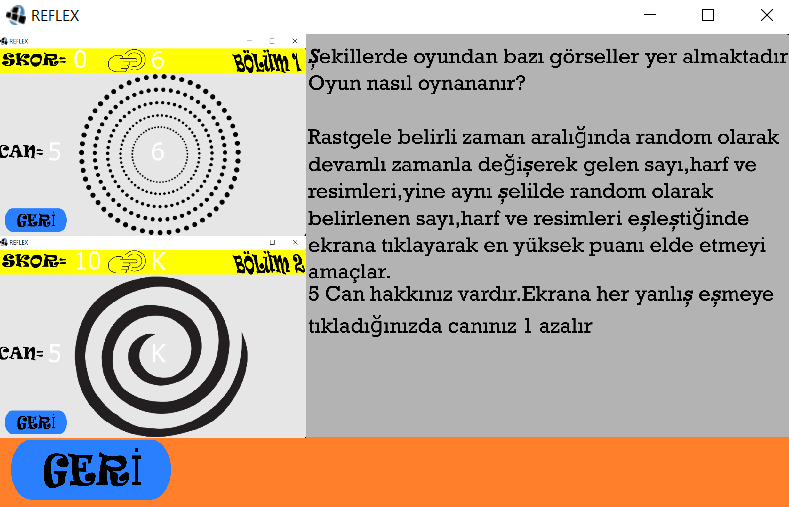 REFLEX
REFLEX
SKOR= 0 6 BÖLÜM 1
6
CAN= 5
GERİ
REFLEX
SKOR= 10 K BÖLÜM 2
K
CAN= 5
GERİ
Şekillerde oyundan bazı görseller yer almaktadır
Oyun nasıl oynananır?
Rastgele belirli zaman aralığında random olarak
devamlı zamanla değişerek gelen sayı,harf ve
resimleri,yine aynı şelilde random olarak
belirlenen sayı,harf ve resimleri eşleştiğinde
ekrana tıklayarak en yüksek puanı elde etmeyi
amaçlar.
5 Can hakkınız vardır.Ekrana her yanlış eşmeye
tıkladığınızda canınız 1 azalır
GERİ